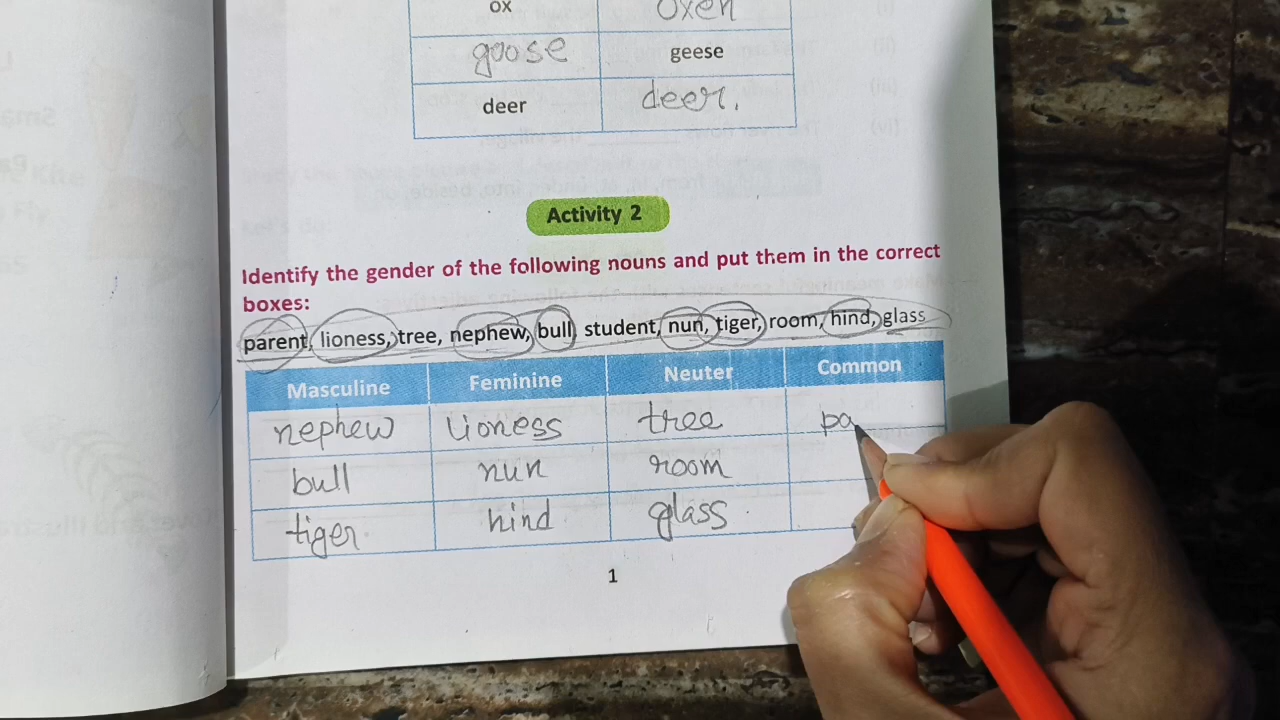 ox oxen
goose geese
deer deer.
Activity 2
Identify the gender of the following nouns and put them in the correct
boxes:
parent, lioness, tree, nephew, bull, student, nun, tiger, room, hind, glass
Masculine Feminine Neuter Common
nephew lioness tree pa
bull nun room
tiger hind glass
1